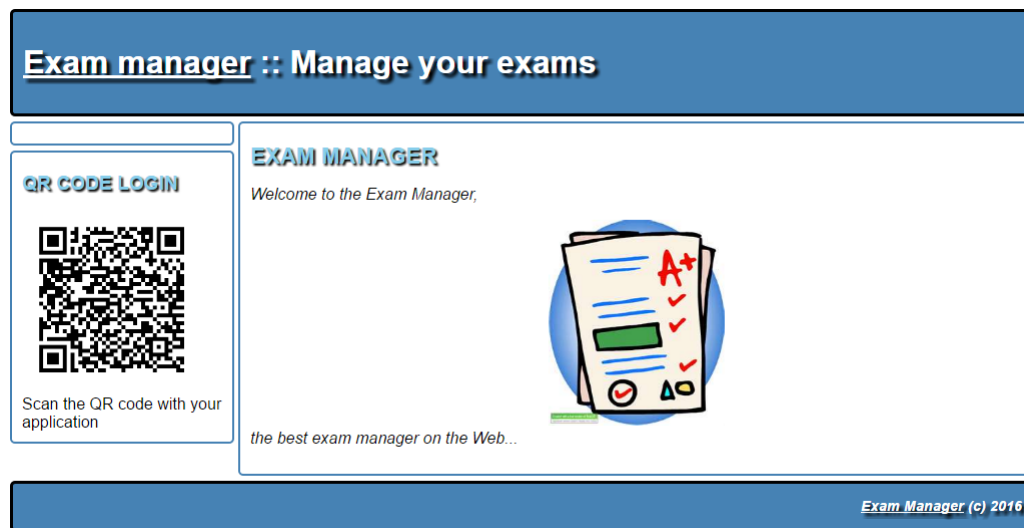 Exam manager :: Manage your exams
QR CODE LOGIN
Scan the QR code with your
application
EXAM MANAGER
Welcome to the Exam Manager,
A+
the best exam manager on the Web...
Exam Manager (c) 2016